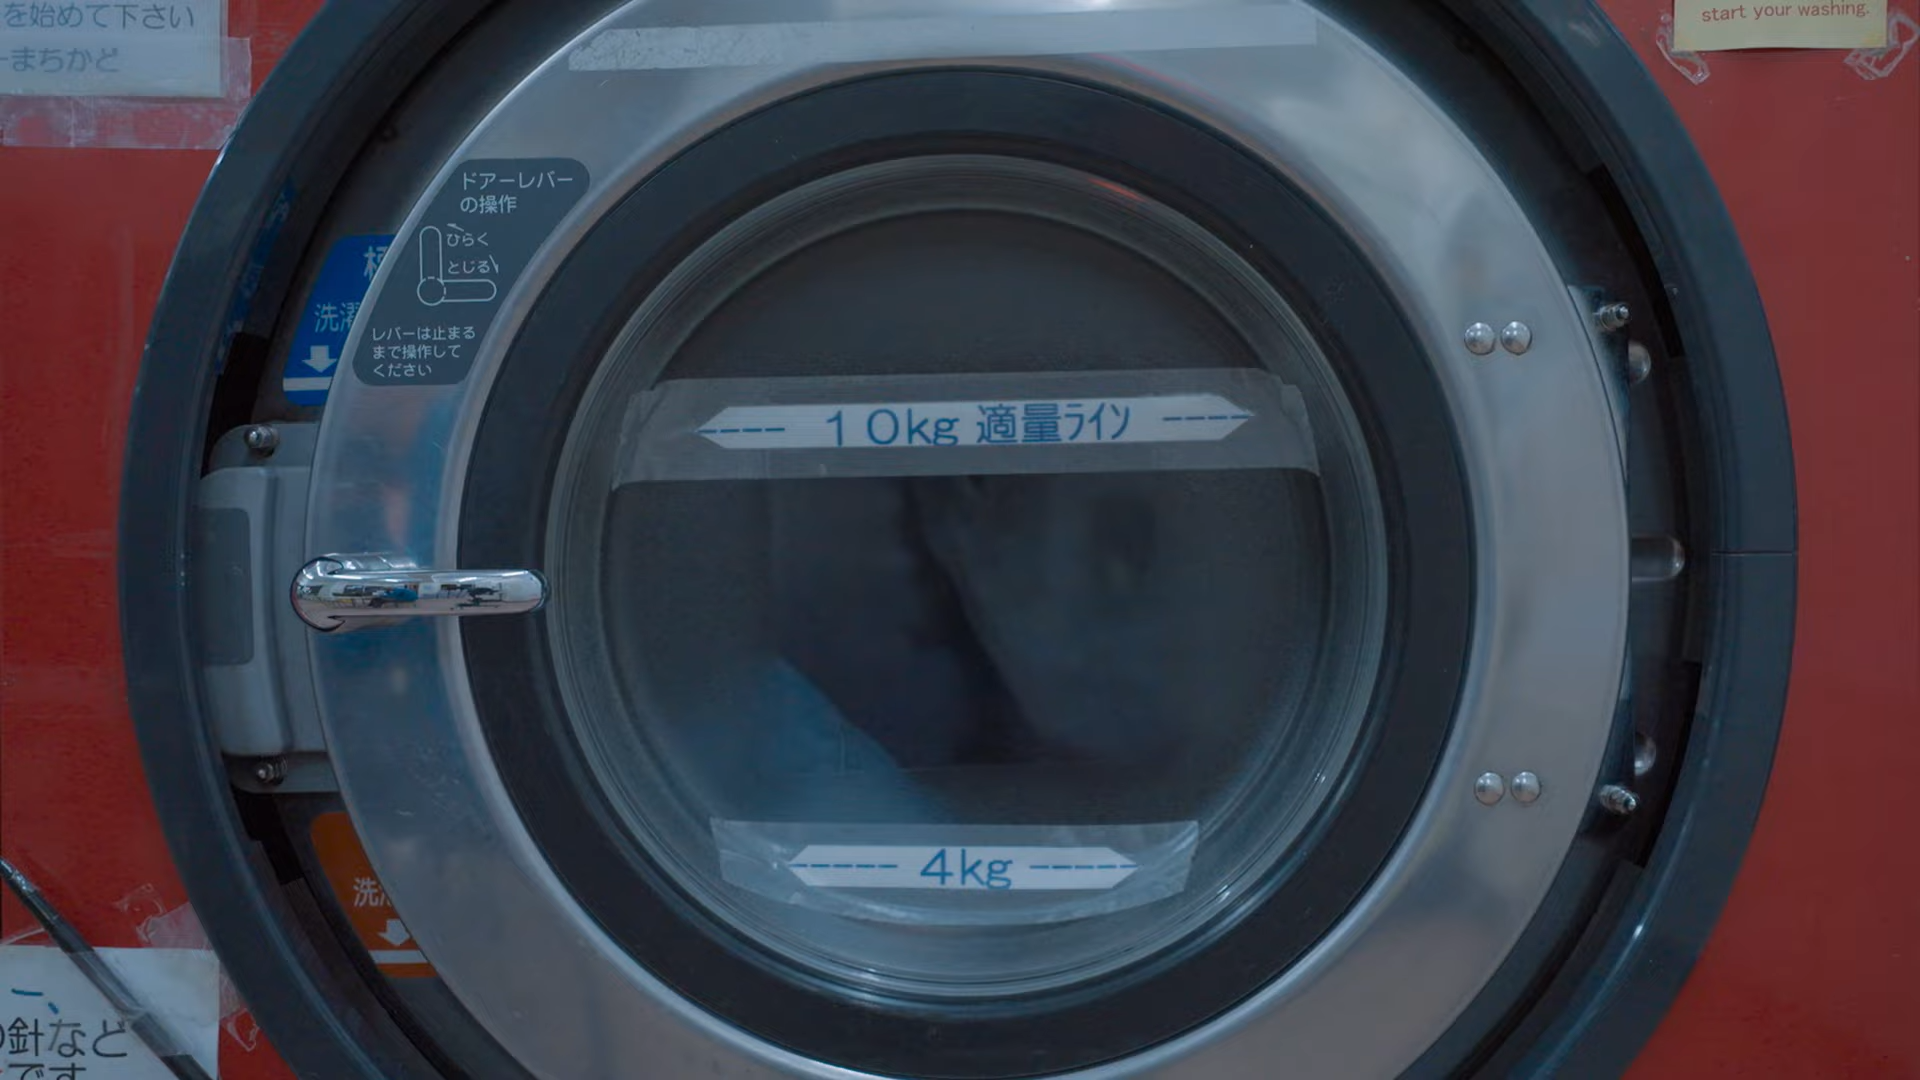 を始めて下さい
まちかど
start your washing.
ドアーレバー
の操作
ひらく
とじる
レバーは止まる
まで操作して
ください
洗濯
10kg 適量ライン
4kg
洗
針など
です